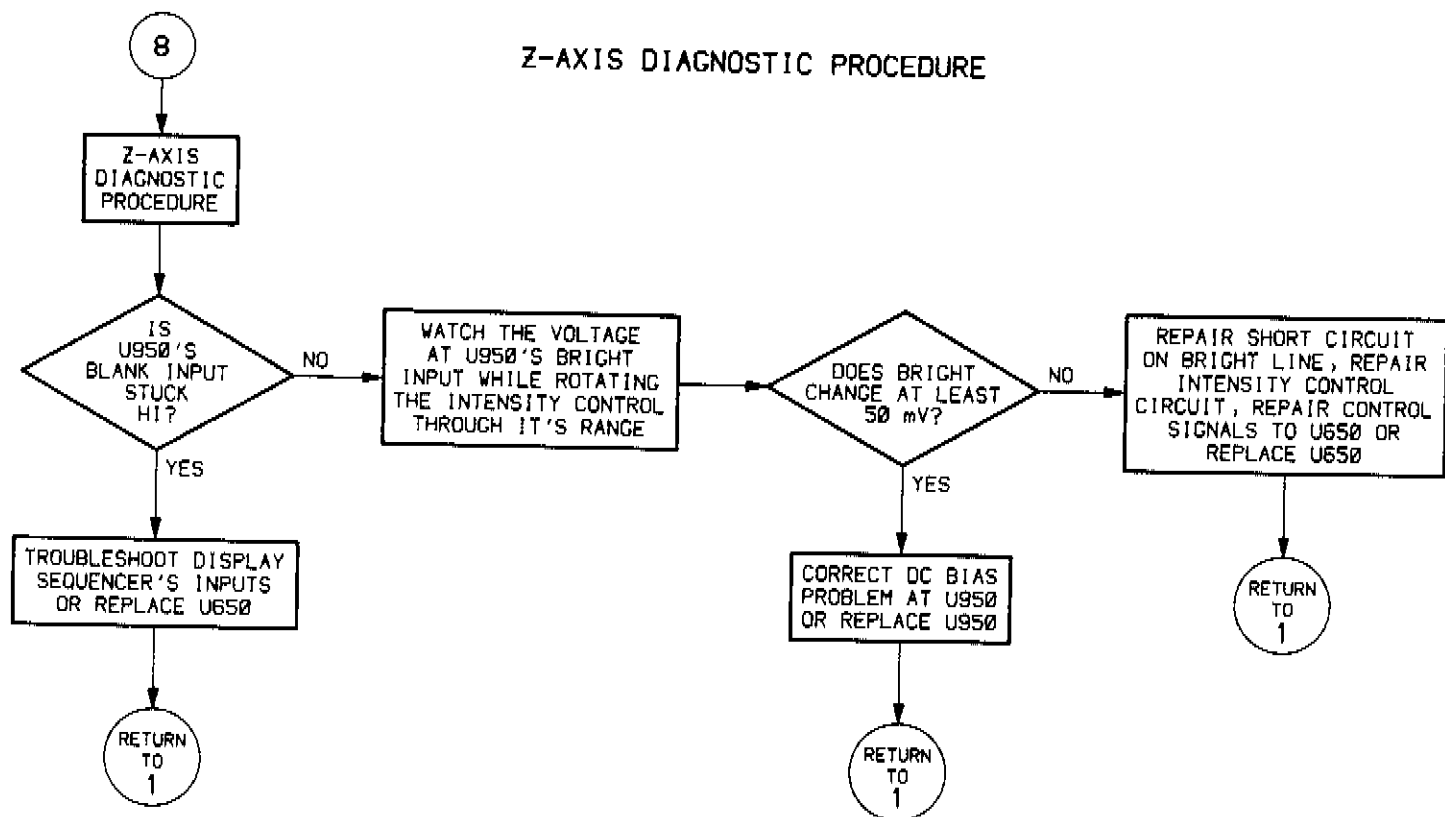 8
Z-AXIS DIAGNOSTIC PROCEDURE
Z-AXIS
DIAGNOSTIC
PROCEDURE
IS
U950'S
BLANK INPUT
STUCK
HI?
NO
YES
WATCH THE VOLTAGE
AT U950'S BRIGHT
INPUT WHILE ROTATING
THE INTENSITY CONTROL
THROUGH IT'S RANGE
DOES BRIGHT
CHANGE AT LEAST
50 mV?
NO
YES
REPAIR SHORT CIRCUIT
ON BRIGHT LINE, REPAIR
INTENSITY CONTROL
CIRCUIT, REPAIR CONTROL
SIGNALS TO U650 OR
REPLACE U650
TROUBLESHOOT DISPLAY
SEQUENCER'S INPUTS
OR REPLACE U650
CORRECT DC BIAS
PROBLEM AT U950
OR REPLACE U950
RETURN
TO
1
RETURN
TO
1
RETURN
TO
1